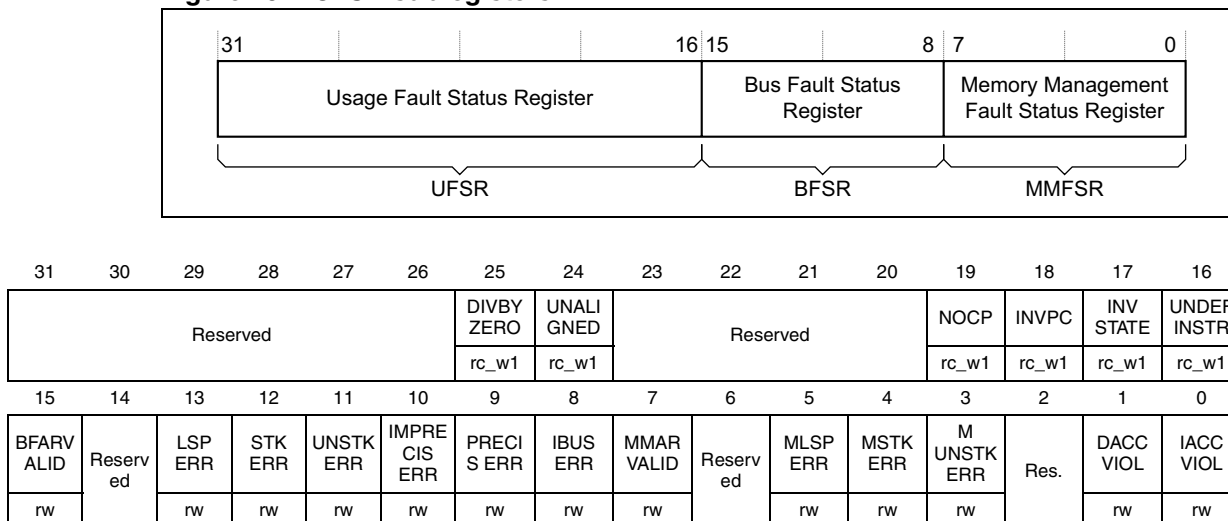 31 16 15 8 7 0
Usage Fault Status Register
Bus Fault Status
Register
Memory Management
Fault Status Register
UFSR BFSR MMFSR
31 30 29 28 27 26 25 24 23 22 21 20 19 18 17 16
Reserved
DIVBY
ZERO
UNALI
GNED
Reserved
NOCP
INVPC
INV
STATE
UNDEF
INSTR
rc_w1 rc_w1 rc_w1 rc_w1 rc_w1 rc_w1
15 14 13 12 11 10 9 8 7 6 5 4 3 2 1 0
BFARV
ALID
Reserv
ed
LSP
ERR
STK
ERR
UNSTK
ERR
IMPRE
CIS
ERR
PRECI
S ERR
IBUS
ERR
MMAR
VALID
Reserv
ed
MLSP
ERR
MSTK
ERR
M
UNSTK
ERR
Res.
DACC
VIOL
IACC
VIOL
rw rw rw rw rw rw rw rw rw rw rw rw rw